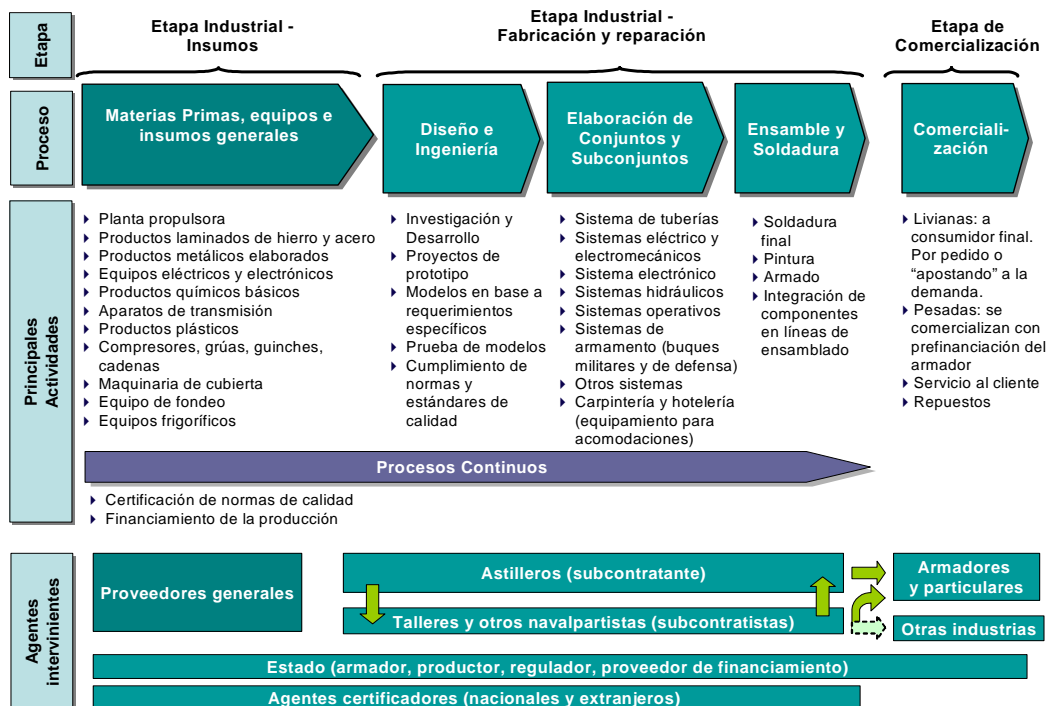 Etapa
Etapa Industrial -
Insumos
Etapa Industrial -
Fabricación y reparación
Etapa de
Comercialización
Proceso
Materias Primas, equipos e
insumos generales
Diseño e
Ingeniería
Elaboración de
Conjuntos y
Subconjuntos
Ensamble y
Soldadura
Comerciali-
zación
Principales
Actividades
Planta propulsora
Productos laminados de hierro y acero
Productos metálicos elaborados
Equipos eléctricos y electrónicos
Productos químicos básicos
Aparatos de transmisión
Productos plásticos
Compresores, grúas, guinches,
cadenas
Maquinaria de cubierta
Equipo de fondeo
Equipos frigoríficos
Investigación y
Desarrollo
Proyectos de
prototipo
Modelos en base a
requerimientos
específicos
Prueba de modelos
Cumplimiento de
normas y
estándares de
calidad
Sistema de tuberías
Sistemas eléctrico y
electromecánicos
Sistema electrónico
Sistemas hidráulicos
Sistemas operativos
Sistemas de
armamento (buques
militares y de defensa)
Otros sistemas
Carpintería y hotelería
(equipamiento para
acomodaciones)
Soldadura
final
Pintura
Armado
Integración de
componentes
en líneas de
ensamblado
Livianas: a
consumidor final.
Por pedido o
“apostando” a la
demanda.
Pesadas: se
comercializan con
prefinanciación del
armador
Servicio al cliente
Repuestos
Procesos Continuos
Certificación de normas de calidad
Financiamiento de la producción
Agentes
intervinientes
Proveedores generales
Astilleros (subcontratante)
Talleres y otros navalpartistas (subcontratistas)
Armadores
y particulares
Otras industrias
Estado (armador, productor, regulador, proveedor de financiamiento)
Agentes certificadores (nacionales y extranjeros)